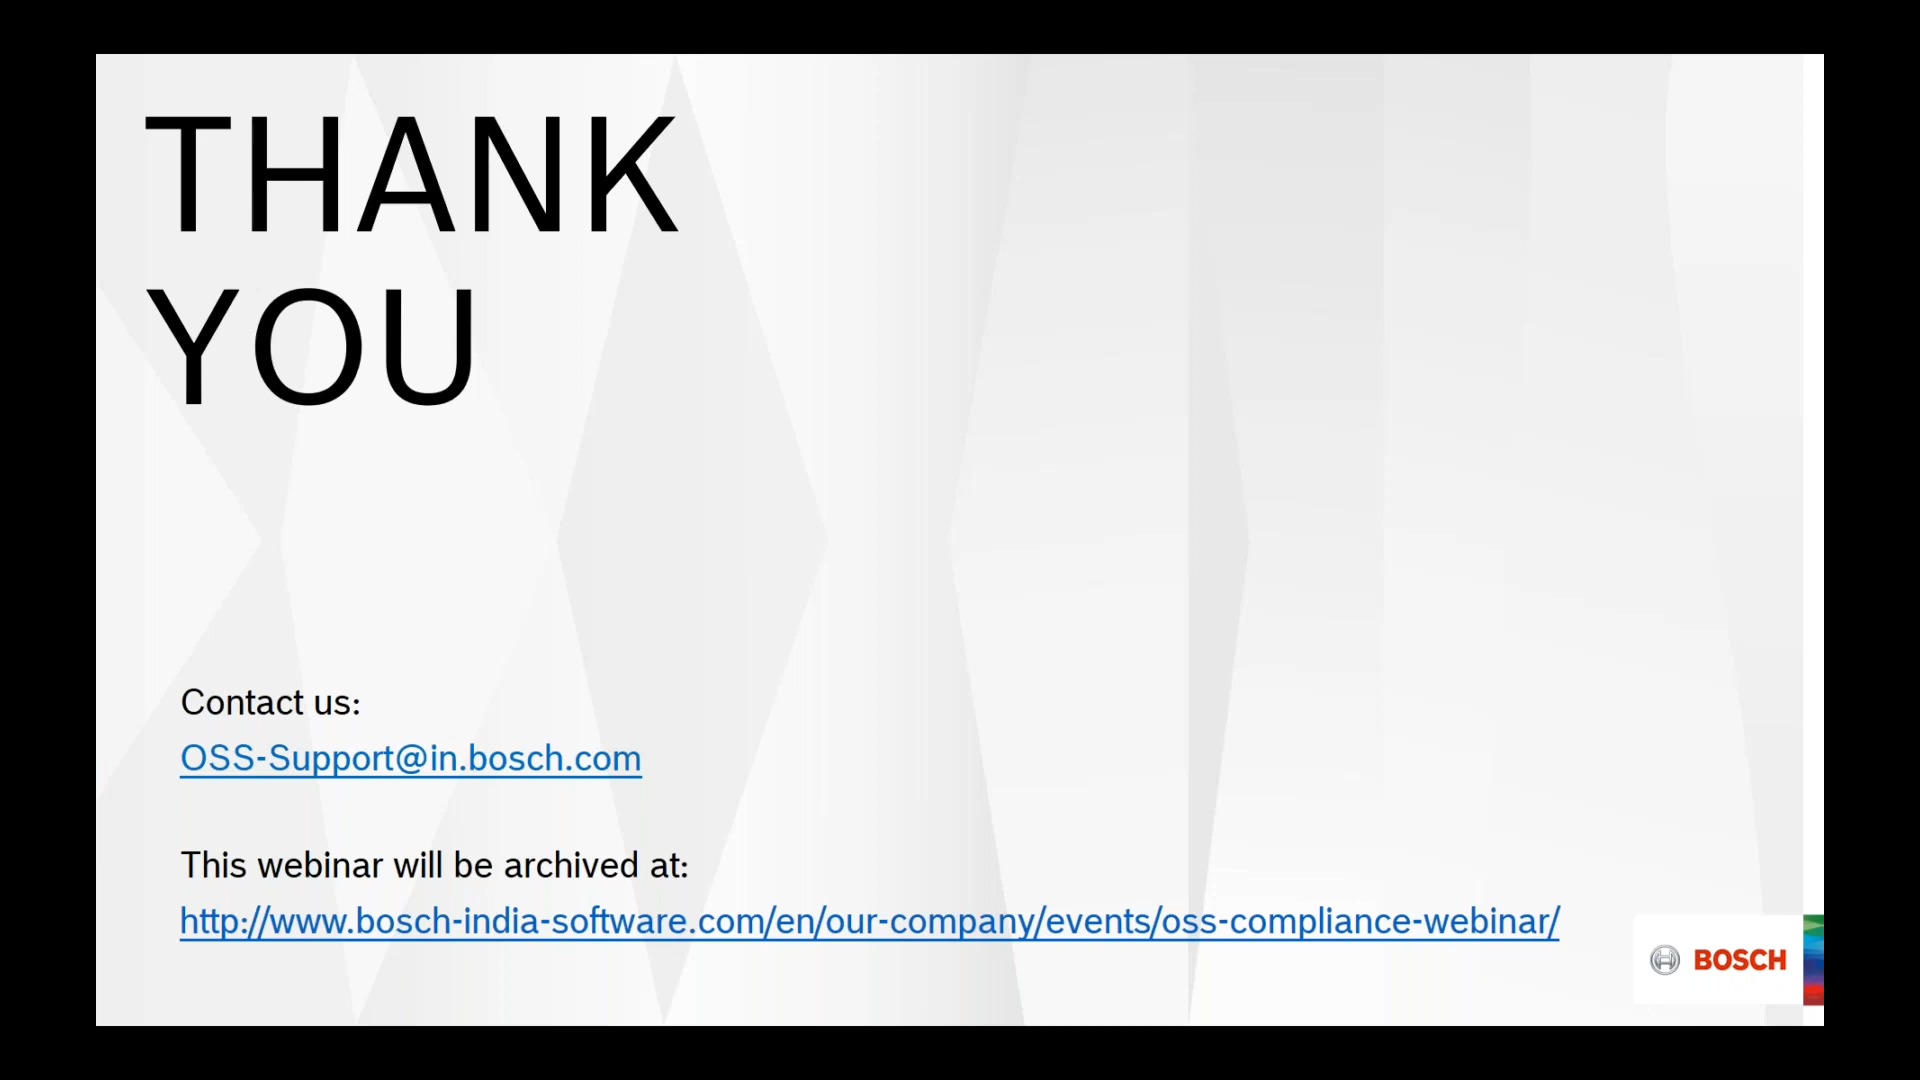 THANK
YOU
Contact us:
OSS-Support@in.bosch.com
This webinar will be archived at:
http://www.bosch-india-software.com/en/our-company/events/oss-compliance-webinar/
BOSCH